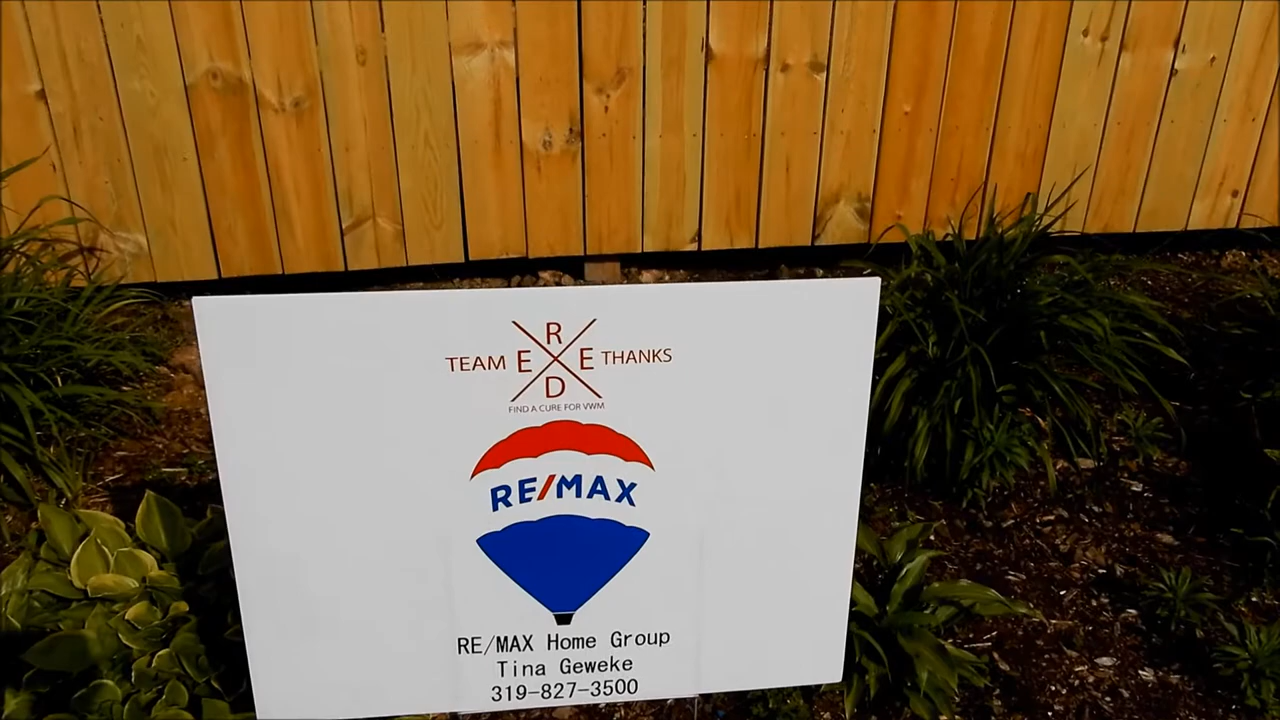 R
TEAM E E THANKS
D
FIND A CURE FOR VWM
RE/MAX
RE/MAX Home Group
Tina Geweke
319-827-3500